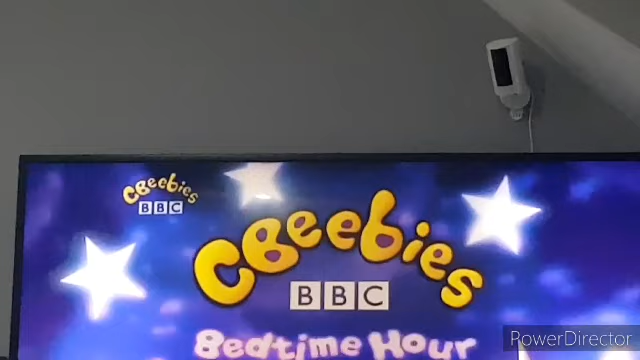 CBeebies
BBC
CBeebies
BBC
Bedtime Hour
PowerDirector